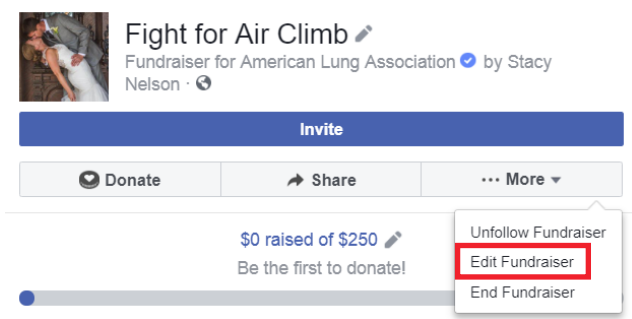 Fight for Air Climb
Fundraiser for American Lung Association by Stacy
Nelson ·
Invite
Donate
Share
··· More
Unfollow Fundraiser
$0 raised of $250
Edit Fundraiser
Be the first to donate!
End Fundraiser